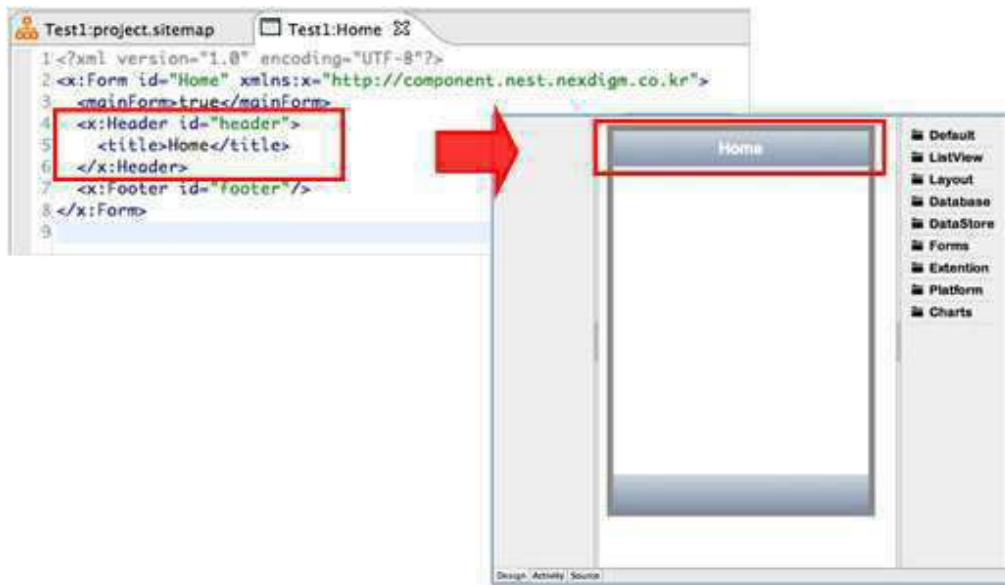 Test1:project.sitemap
Test1:Home
1 <?xml version="1.0" encoding="UTF-8"?>
2 <x:Form id="Home" xmlns:x="http://component.nest.nexdigm.co.kr">
3 <mainForm>true</mainForm>
4 <x:Header id="header">
5 <title>Home</title>
6 </x:Header>
7 <x:Footer id="footer"/>
8 </x:Form>
9
Home
Default
ListView
Layout
Database
DataStore
Forms
Extention
Platform
Charts
Design Activity Source